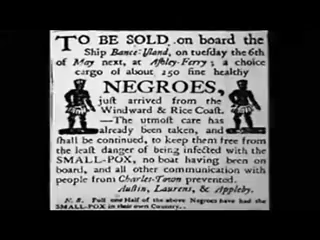 TO BE SOLD on board the
Ship Bance-Island, on tuesday the 6th
of May next, at Ashley-Ferry; a choice
cargo of about 250 fine healthy
NEGROES,
just arrived from the
Windward & Rice Coast.
—The utmost care has
already been taken, and
shall be continued, to keep them free from
the least danger of being infected with the
SMALL-POX, no boat having been on
board, and all other communication with
people from Charles-Town prevented.
Austin, Laurens, & Appleby.
N. B. Full one Half of the above Negroes have had the
SMALL-POX in their own Country.